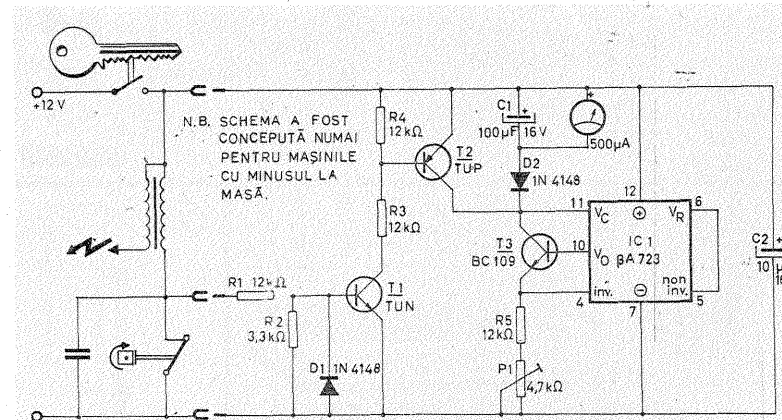 +12 V
N.B. SCHEMA A FOST
CONCEPUTĂ NUMAI
PENTRU MAȘINILE
CU MINUSUL LA
MASĂ.
R4
12kΩ
T2
TUP
C1
+
100µF 16V
+
500µA
D2
1N 4148
R3
12kΩ
12
11
6
VC
+
VR
T3
BC 109
10
VO
IC 1
βA 723
C2
+
10 µ
16
R1 12kΩ
T1
TUN
inv.
−
non
inv.
4
7
5
R2
3,3kΩ
R5
12kΩ
D1 1N 4148
P1
4,7kΩ